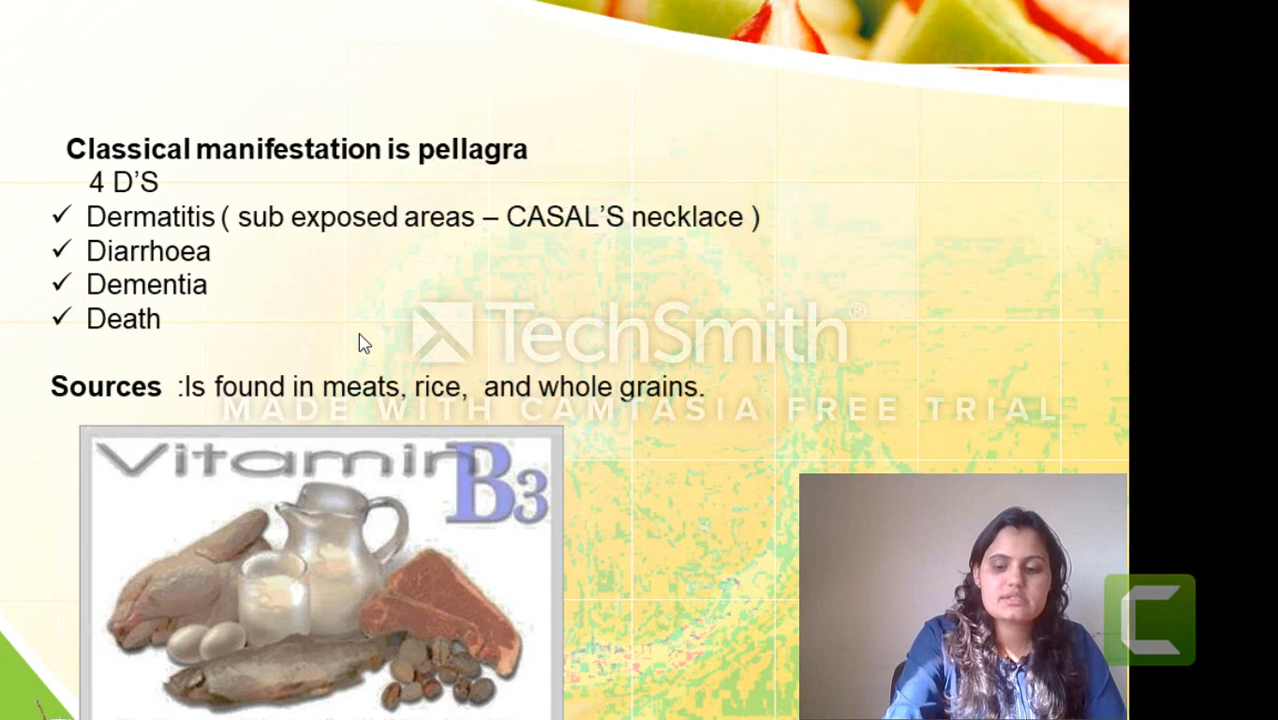 Classical manifestation is pellagra
4 D'S
✓ Dermatitis ( sub exposed areas – CASAL'S necklace )
✓ Diarrhoea
✓ Dementia
✓ Death
TechSmith®
Sources :Is found in meats, rice, and whole grains.
MADE WITH CAMTASIA FREE TRIAL
Vitamin B3